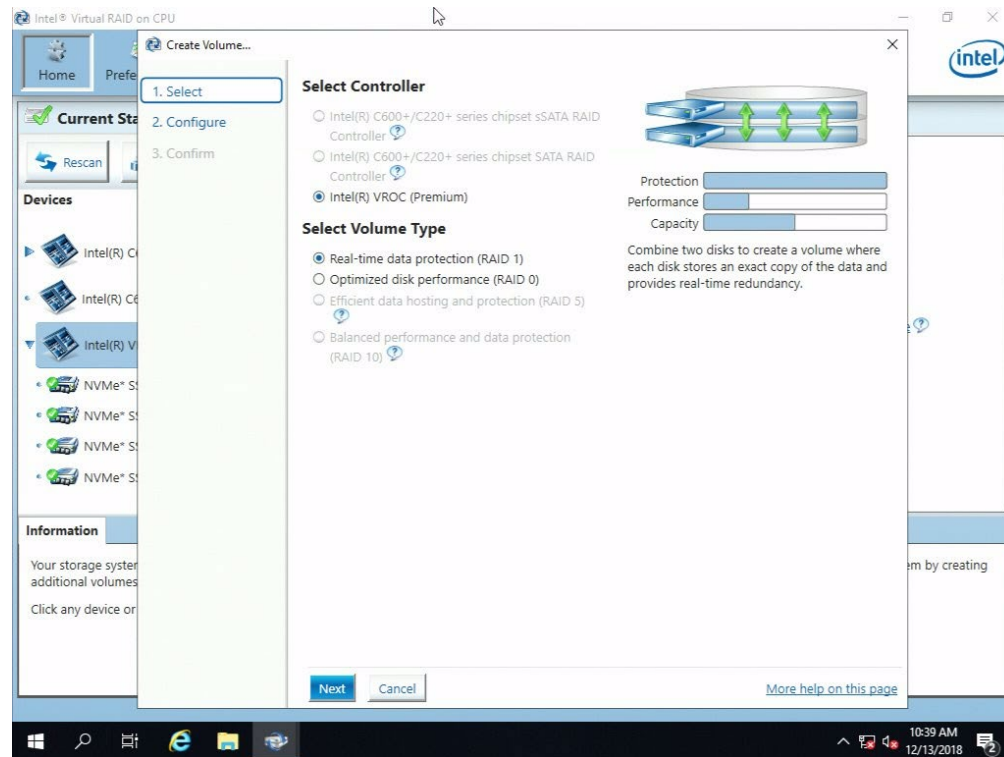 Intel® Virtual RAID on CPU
Home
Prefe
intel
Current Sta
Rescan
Devices
Intel(R) C
Intel(R) C6
Intel(R) V
NVMe* S
NVMe* S
NVMe* S
NVMe* S
Information
Your storage system
em by creating
additional volumes
Click any device or
Create Volume...
1. Select
2. Configure
3. Confirm
Select Controller
Intel(R) C600+/C220+ series chipset sSATA RAID
Controller ?
Intel(R) C600+/C220+ series chipset SATA RAID
Controller ?
Intel(R) VROC (Premium)
Select Volume Type
Real-time data protection (RAID 1)
Optimized disk performance (RAID 0)
Efficient data hosting and protection (RAID 5)
?
Balanced performance and data protection
(RAID 10) ?
Protection
Performance
Capacity
Combine two disks to create a volume where
each disk stores an exact copy of the data and
provides real-time redundancy.
?
Next
Cancel
More help on this page
10:39 AM
12/13/2018
2